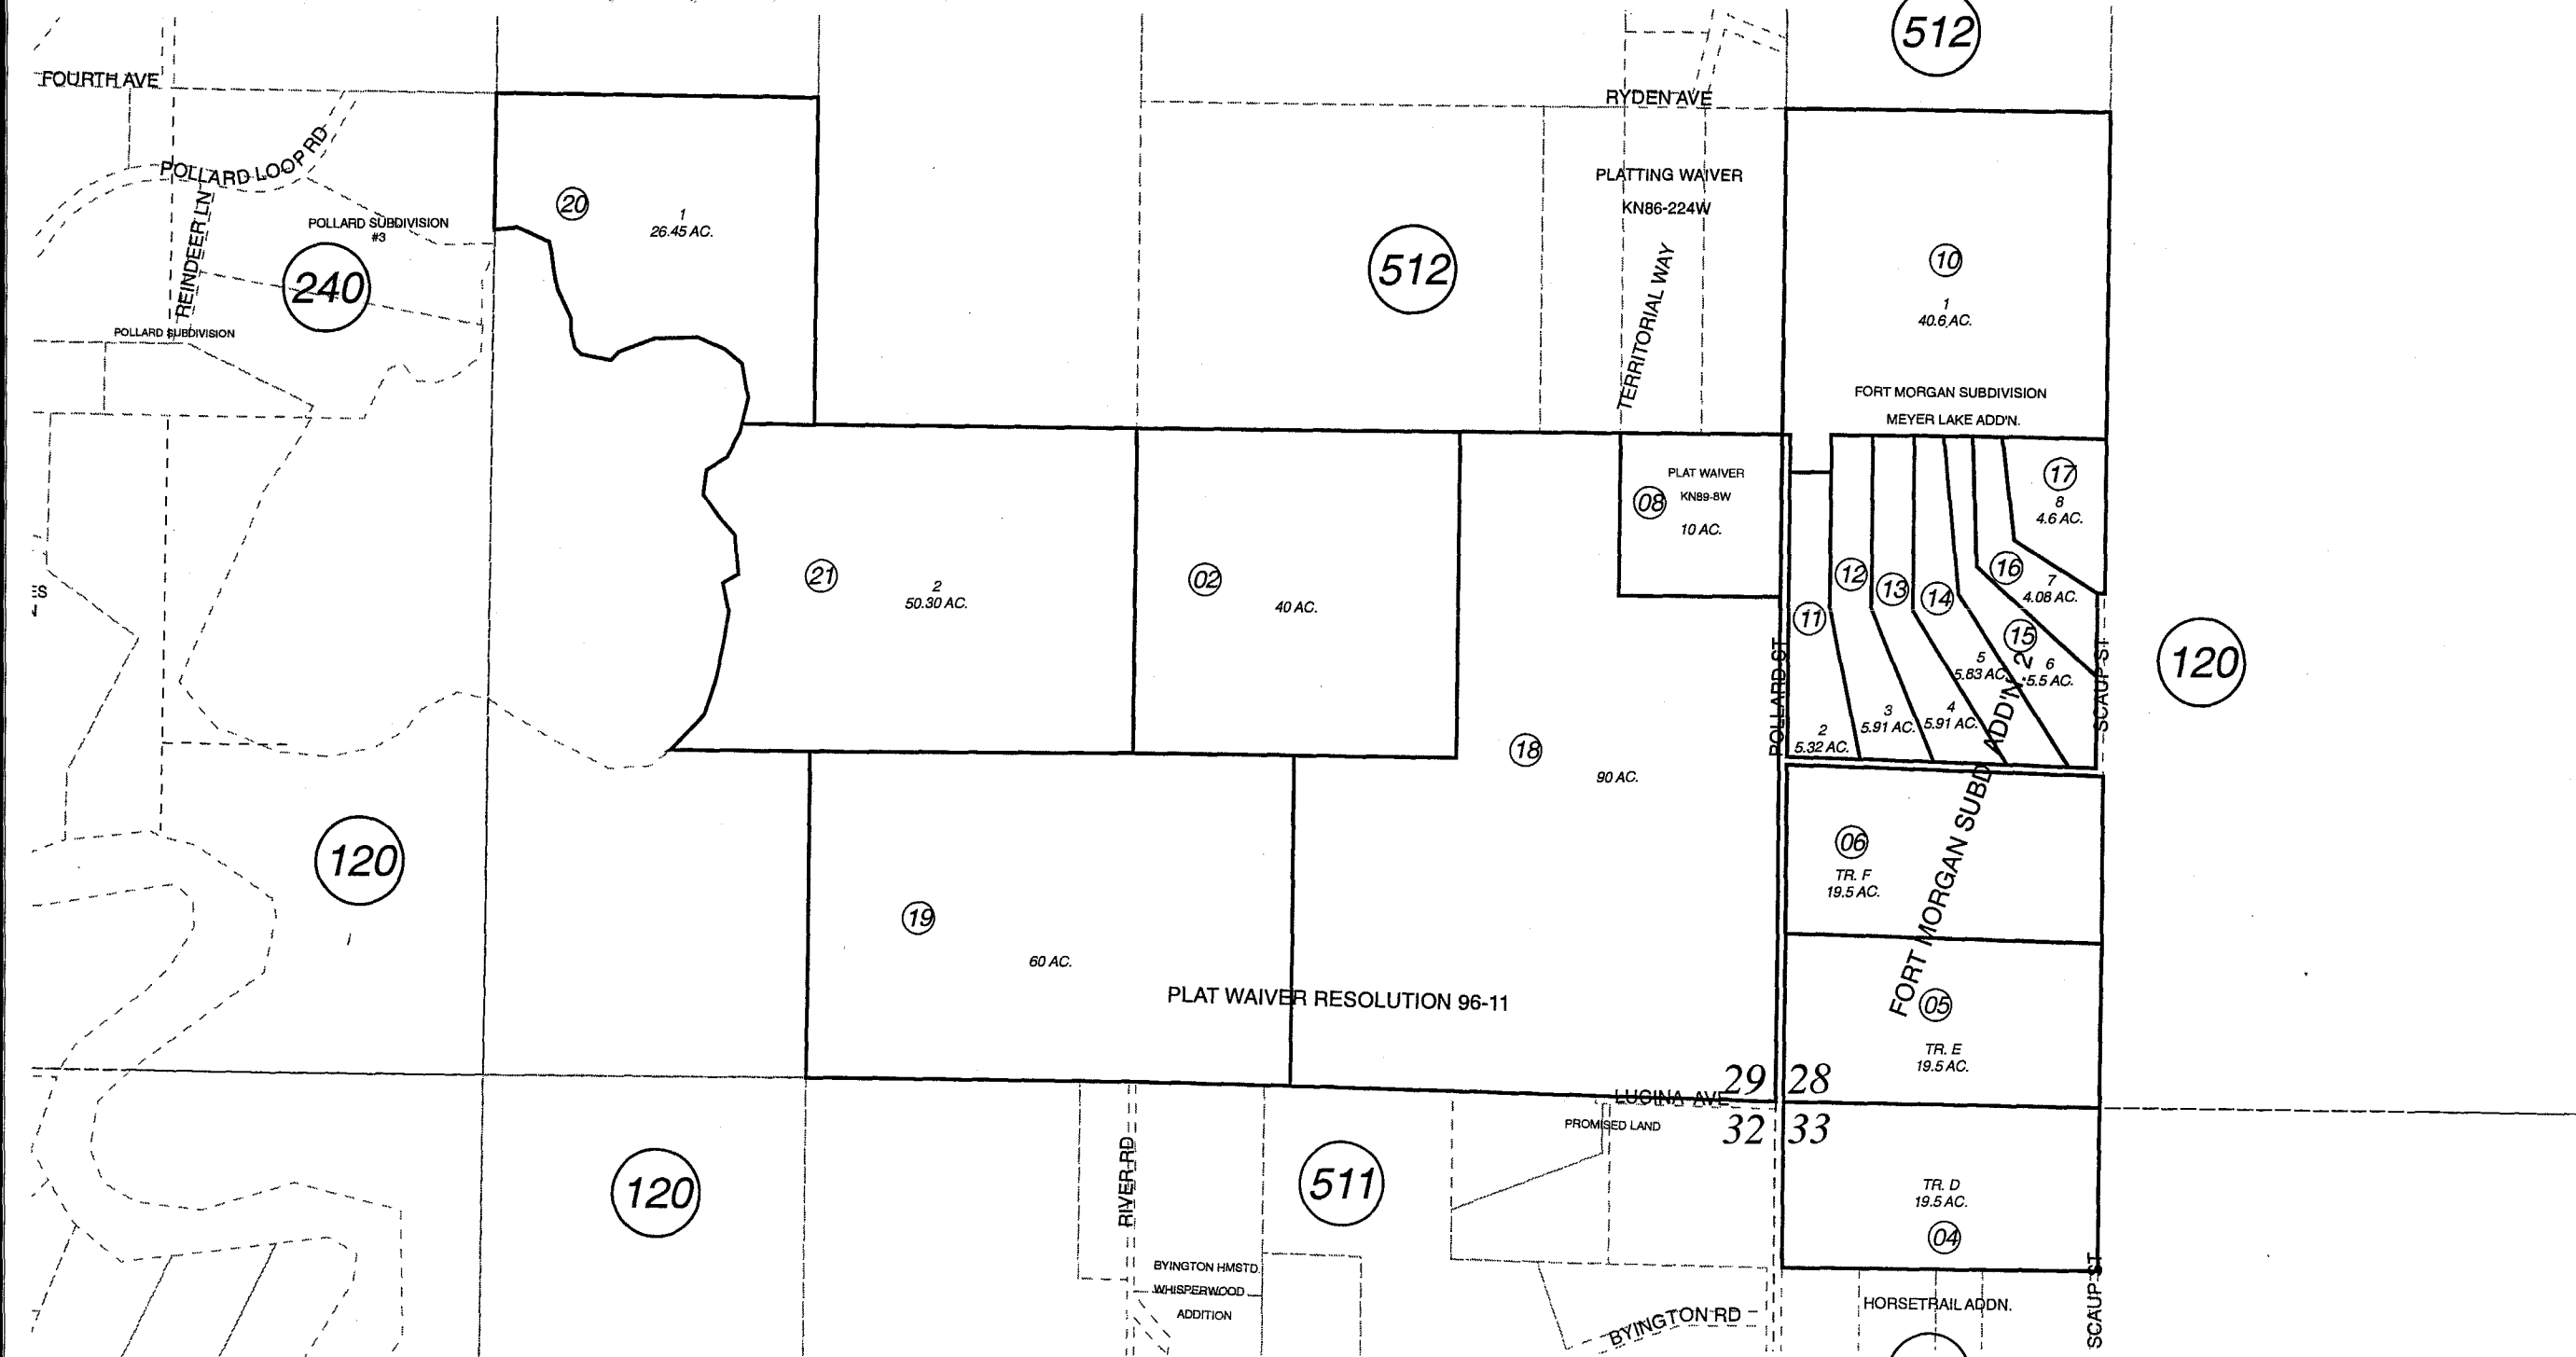 512
FOURTH AVE
RYDEN AVE
POLLARD LOOP RD
REINDEER LN
POLLARD SUBDIVISION
#3
240
POLLARD SUBDIVISION
20
1
26.45 AC.
512
PLATTING WAIVER
KN86-224W
TERRITORIAL WAY
10
1
40.6 AC.
FORT MORGAN SUBDIVISION
MEYER LAKE ADD'N.
21
2
50.30 AC.
02
40 AC.
PLAT WAIVER
KN89-8W
08
10 AC.
17
8
4.6 AC.
16
7
4.08 AC.
12
13
14
11
15
6
5.5 AC.
5
5.83 AC.
4
5.91 AC.
3
5.91 AC.
2
5.32 AC.
POLLARD ST
SCAUP ST
120
18
90 AC.
FORT MORGAN SUBD ADD'N 2
06
TR. F
19.5 AC.
120
19
60 AC.
PLAT WAIVER RESOLUTION 96-11
05
TR. E
19.5 AC.
29 28
LUGINA AVE
32 33
PROMISED LAND
120
RIVER RD
511
TR. D
19.5 AC.
04
BYINGTON HMSTD.
WHISPERWOOD
ADDITION
BYINGTON RD
HORSETRAIL ADDN.
SCAUP ST